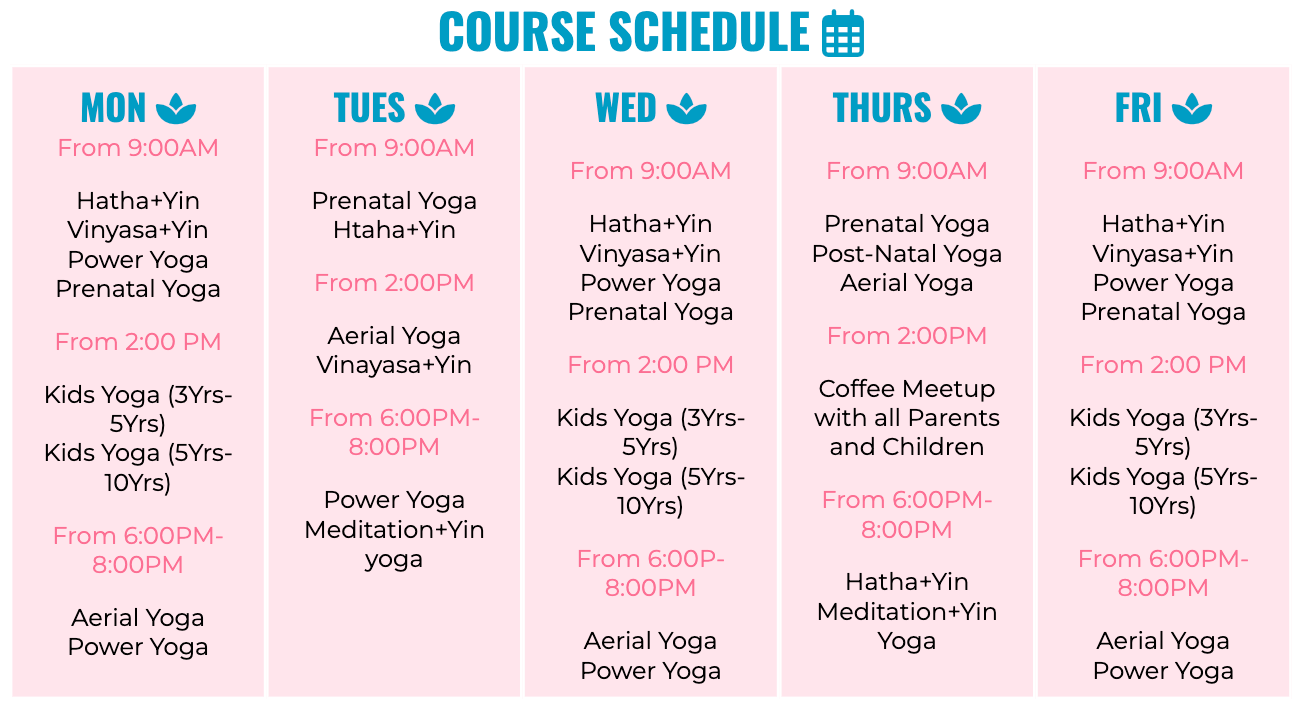 COURSE SCHEDULE
MON
From 9:00AM
Hatha+Yin
Vinyasa+Yin
Power Yoga
Prenatal Yoga
From 2:00 PM
Kids Yoga (3Yrs-
5Yrs)
Kids Yoga (5Yrs-
10Yrs)
From 6:00PM-
8:00PM
Aerial Yoga
Power Yoga
TUES
From 9:00AM
Prenatal Yoga
Htaha+Yin
From 2:00PM
Aerial Yoga
Vinayasa+Yin
From 6:00PM-
8:00PM
Power Yoga
Meditation+Yin
yoga
WED
From 9:00AM
Hatha+Yin
Vinyasa+Yin
Power Yoga
Prenatal Yoga
From 2:00 PM
Kids Yoga (3Yrs-
5Yrs)
Kids Yoga (5Yrs-
10Yrs)
From 6:00P-
8:00PM
Aerial Yoga
Power Yoga
THURS
From 9:00AM
Prenatal Yoga
Post-Natal Yoga
Aerial Yoga
From 2:00PM
Coffee Meetup
with all Parents
and Children
From 6:00PM-
8:00PM
Hatha+Yin
Meditation+Yin
Yoga
FRI
From 9:00AM
Hatha+Yin
Vinyasa+Yin
Power Yoga
Prenatal Yoga
From 2:00 PM
Kids Yoga (3Yrs-
5Yrs)
Kids Yoga (5Yrs-
10Yrs)
From 6:00PM-
8:00PM
Aerial Yoga
Power Yoga